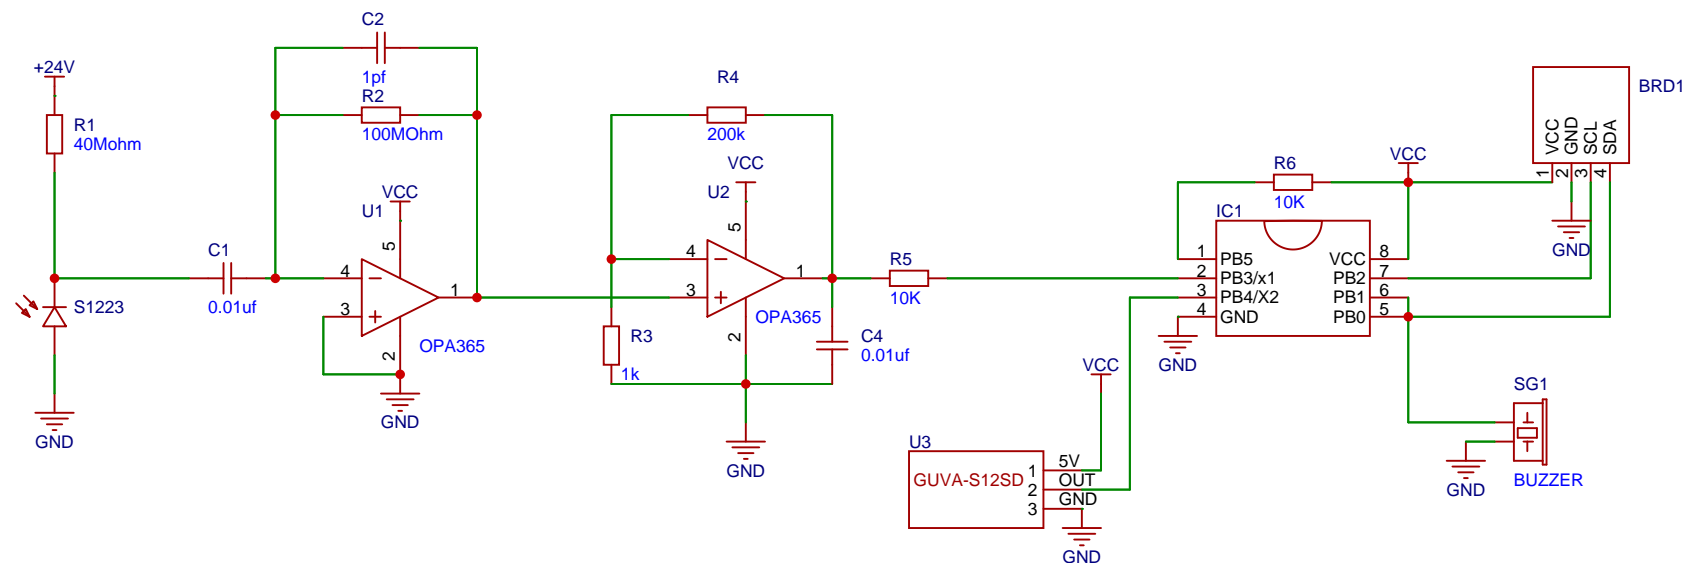 C2
1pf
R2
100MOhm
+24V
R1
40Mohm
VCC
U1
5
4
3
1
2
OPA365
GND
C1
0.01uf
S1223
GND
R4
200k
VCC
U2
5
4
3
1
2
OPA365
R3
1k
GND
C4
0.01uf
R5
10K
R6
10K
VCC
IC1
1 PB5
2 PB3/x1
3 PB4/X2
4 GND
VCC 8
PB2 7
PB1 6
PB0 5
GND
BRD1
VCC
GND
SCL
SDA
1
2
3
4
GND
VCC
U3
GUVA-S12SD
1 5V
2 OUT
3 GND
GND
SG1
BUZZER
GND